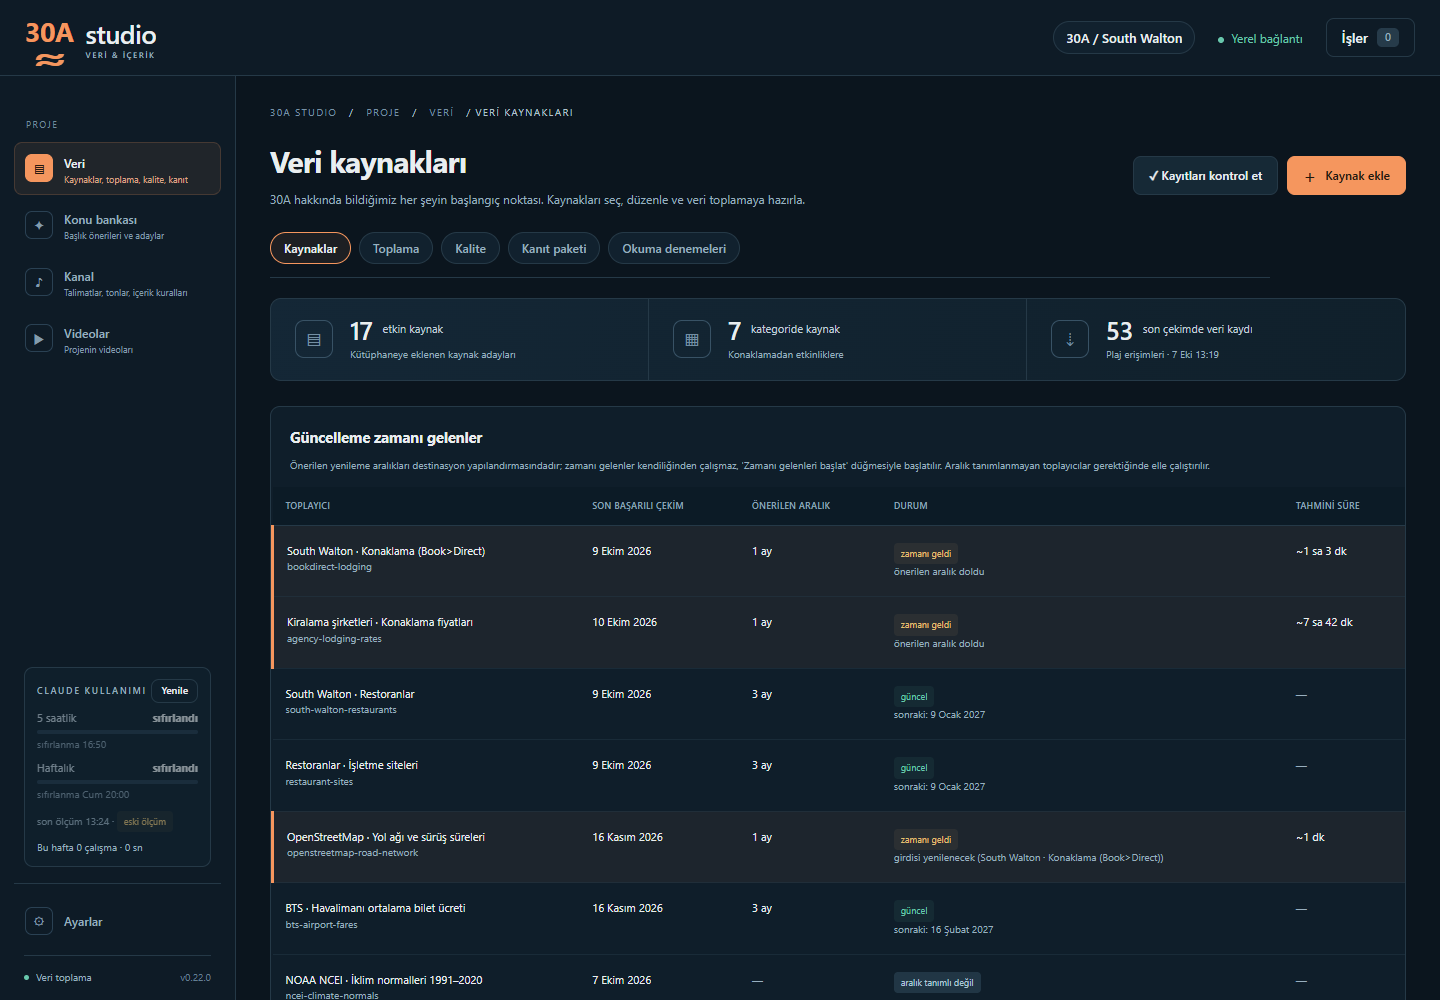 30A studio
VERİ & İÇERİK
30A / South Walton
Yerel bağlantı
İşler 0
PROJE
Veri
Kaynaklar, toplama, kalite, kanıt
Konu bankası
Başlık önerileri ve adaylar
Kanal
Talimatlar, tonlar, içerik kuralları
Videolar
Projenin videoları
CLAUDE KULLANIMI Yenile
5 saatlik sıfırlandı
sıfırlanma 16:50
Haftalık sıfırlandı
sıfırlanma Cum 20:00
son ölçüm 13:24 · eski ölçüm
Bu hafta 0 çalışma · 0 sn
Ayarlar
Veri toplama v0.22.0
30A STUDIO / PROJE / VERİ / VERİ KAYNAKLARI
Veri kaynakları
30A hakkında bildiğimiz her şeyin başlangıç noktası. Kaynakları seç, düzenle ve veri toplamaya hazırla.
✓ Kayıtları kontrol et
+ Kaynak ekle
Kaynaklar Toplama Kalite Kanıt paketi Okuma denemeleri
17 etkin kaynak
Kütüphaneye eklenen kaynak adayları
7 kategoride kaynak
Konaklamadan etkinliklere
53 son çekimde veri kaydı
Plaj erişimleri · 7 Eki 13:19
Güncelleme zamanı gelenler
Önerilen yenileme aralıkları destinasyon yapılandırmasındadır; zamanı gelenler kendiliğinden çalışmaz, 'Zamanı gelenleri başlat' düğmesiyle başlatılır. Aralık tanımlanmayan toplayıcılar gerektiğinde elle çalıştırılır.
TOPLAYICI SON BAŞARILI ÇEKİM ÖNERİLEN ARALIK DURUM TAHMİNİ SÜRE
South Walton · Konaklama (Book>Direct) 9 Ekim 2026 1 ay zamanı geldi ~1 sa 3 dk
bookdirect-lodging önerilen aralık doldu
Kiralama şirketleri · Konaklama fiyatları 10 Ekim 2026 1 ay zamanı geldi ~7 sa 42 dk
agency-lodging-rates önerilen aralık doldu
South Walton · Restoranlar 9 Ekim 2026 3 ay güncel —
south-walton-restaurants sonraki: 9 Ocak 2027
Restoranlar · İşletme siteleri 9 Ekim 2026 3 ay güncel —
restaurant-sites sonraki: 9 Ocak 2027
OpenStreetMap · Yol ağı ve sürüş süreleri 16 Kasım 2026 1 ay zamanı geldi ~1 dk
openstreetmap-road-network girdisi yenilenecek (South Walton · Konaklama (Book>Direct))
BTS · Havalimanı ortalama bilet ücreti 16 Kasım 2026 3 ay güncel —
bts-airport-fares sonraki: 16 Şubat 2027
NOAA NCEI · İklim normalleri 1991–2020 7 Ekim 2026 — aralık tanımlı değil —
ncei-climate-normals